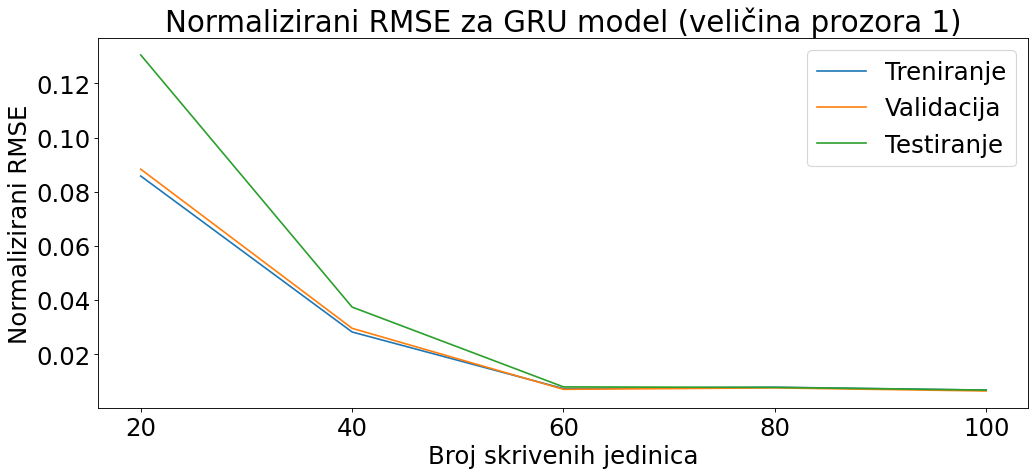 Normalizirani RMSE za GRU model (veličina prozora 1)
Normalizirani RMSE
0.12
0.10
0.08
0.06
0.04
0.02
Treniranje
Validacija
Testiranje
20 40 60 80 100
Broj skrivenih jedinica